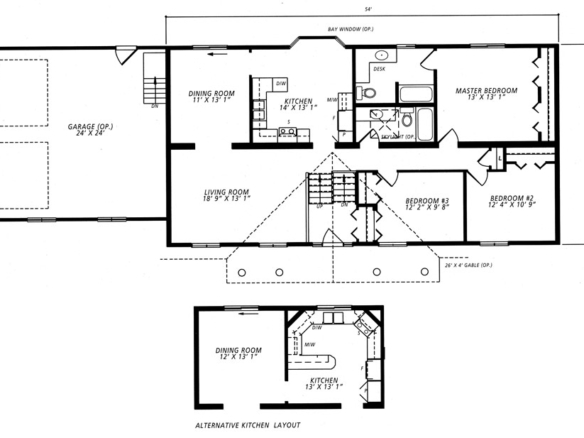 54'
BAY WINDOW (OP.)
DN
DINING ROOM
11' X 13' 1"
D/W
KITCHEN
14' X 13' 1"
M/W
F
S
DESK
MASTER BEDROOM
13' X 13' 1"
GARAGE (OP.)
24' X 24'
SKYLIGHT (OP.
L
LIVING ROOM
18' 9" X 13' 1"
UP
DN
BEDROOM #3
12' 2" X 9' 8"
BEDROOM #2
12' 4" X 10' 9"
26' X 4' GABLE (OP.)
D/W
S
M/W
DINING ROOM
12' X 13' 1"
KITCHEN
13' X 13' 1"
F
P
ALTERNATIVE KITCHEN LAYOUT